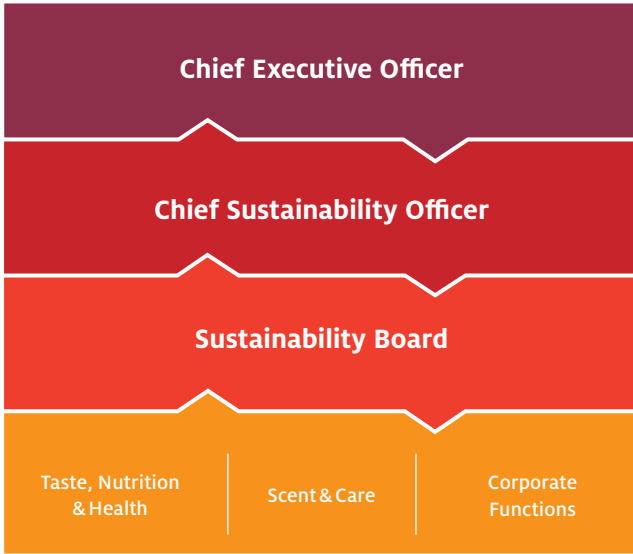 Chief Executive Officer
Chief Sustainability Officer
Sustainability Board
Taste, Nutrition
& Health
Scent & Care
Corporate
Functions